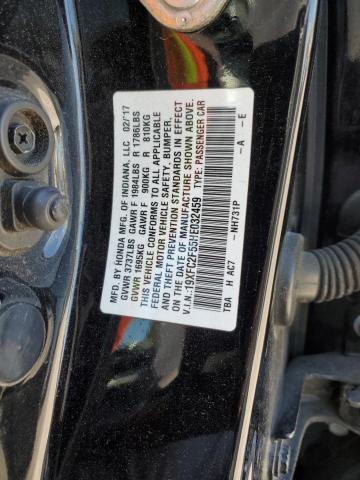 MFD. BY HONDA MFG. OF INDIANA, LLC 02/17
GVWR 3737LBS GAWR F 1984LBS R 1786LBS
GVWR 1695KG GAWR F 900KG R 810KG
THIS VEHICLE CONFORMS TO ALL APPLICABLE
FEDERAL MOTOR VEHICLE SAFETY, BUMPER,
AND THEFT PREVENTION STANDARDS IN EFFECT
ON THE DATE OF MANUFACTURE SHOWN ABOVE.
V.I.N.:19XFC2F55HE032459 TYPE: PASSENGER CAR
NH731P -A -E
TBA H AC7